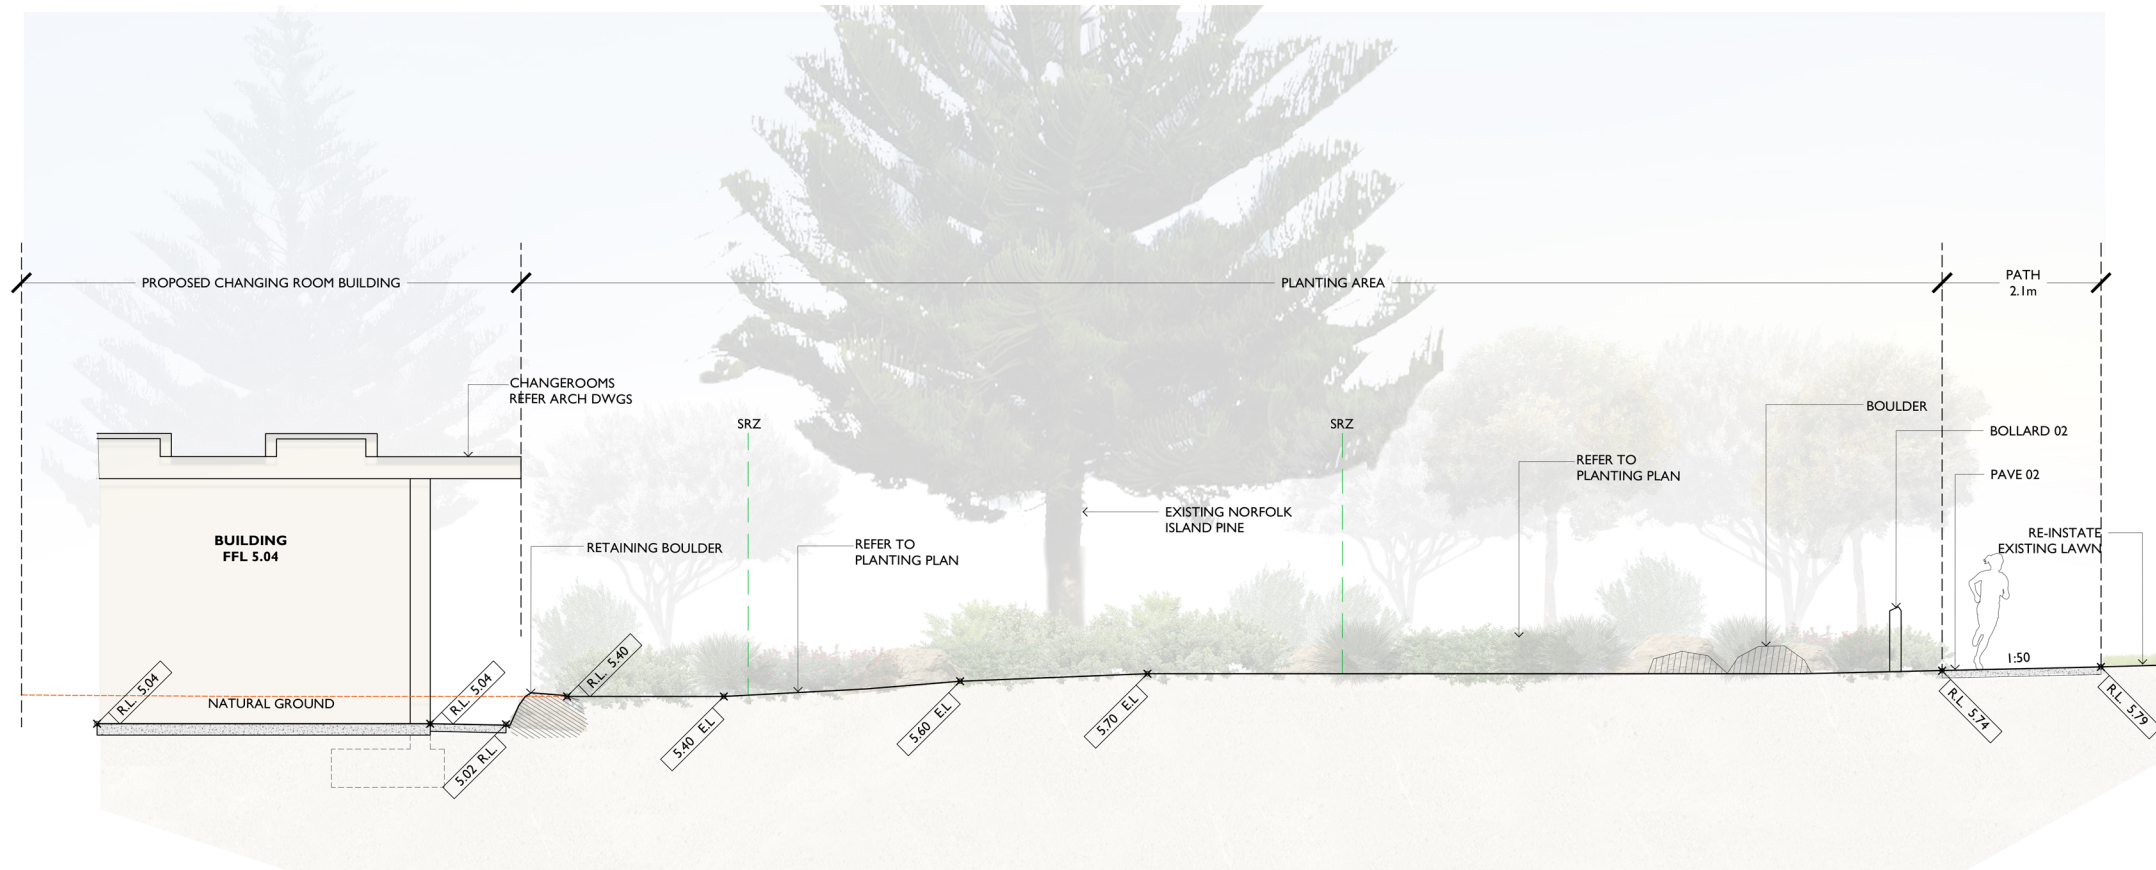 PROPOSED CHANGING ROOM BUILDING
PLANTING AREA
PATH
2.1m
CHANGEROOMS
REFER ARCH DWGS
SRZ
SRZ
BOULDER
BOLLARD 02
REFER TO
PLANTING PLAN
PAVE 02
EXISTING NORFOLK
ISLAND PINE
RE-INSTATE
EXISTING LAWN
BUILDING
FFL 5.04
RETAINING BOULDER
REFER TO
PLANTING PLAN
R.L. 5.04
NATURAL GROUND
R.L. 5.04
R.L. 5.40
1:50
5.02 R.L.
5.40 E.L
5.60 E.L
5.70 E.L
R.L. 5.74
R.L. 5.79